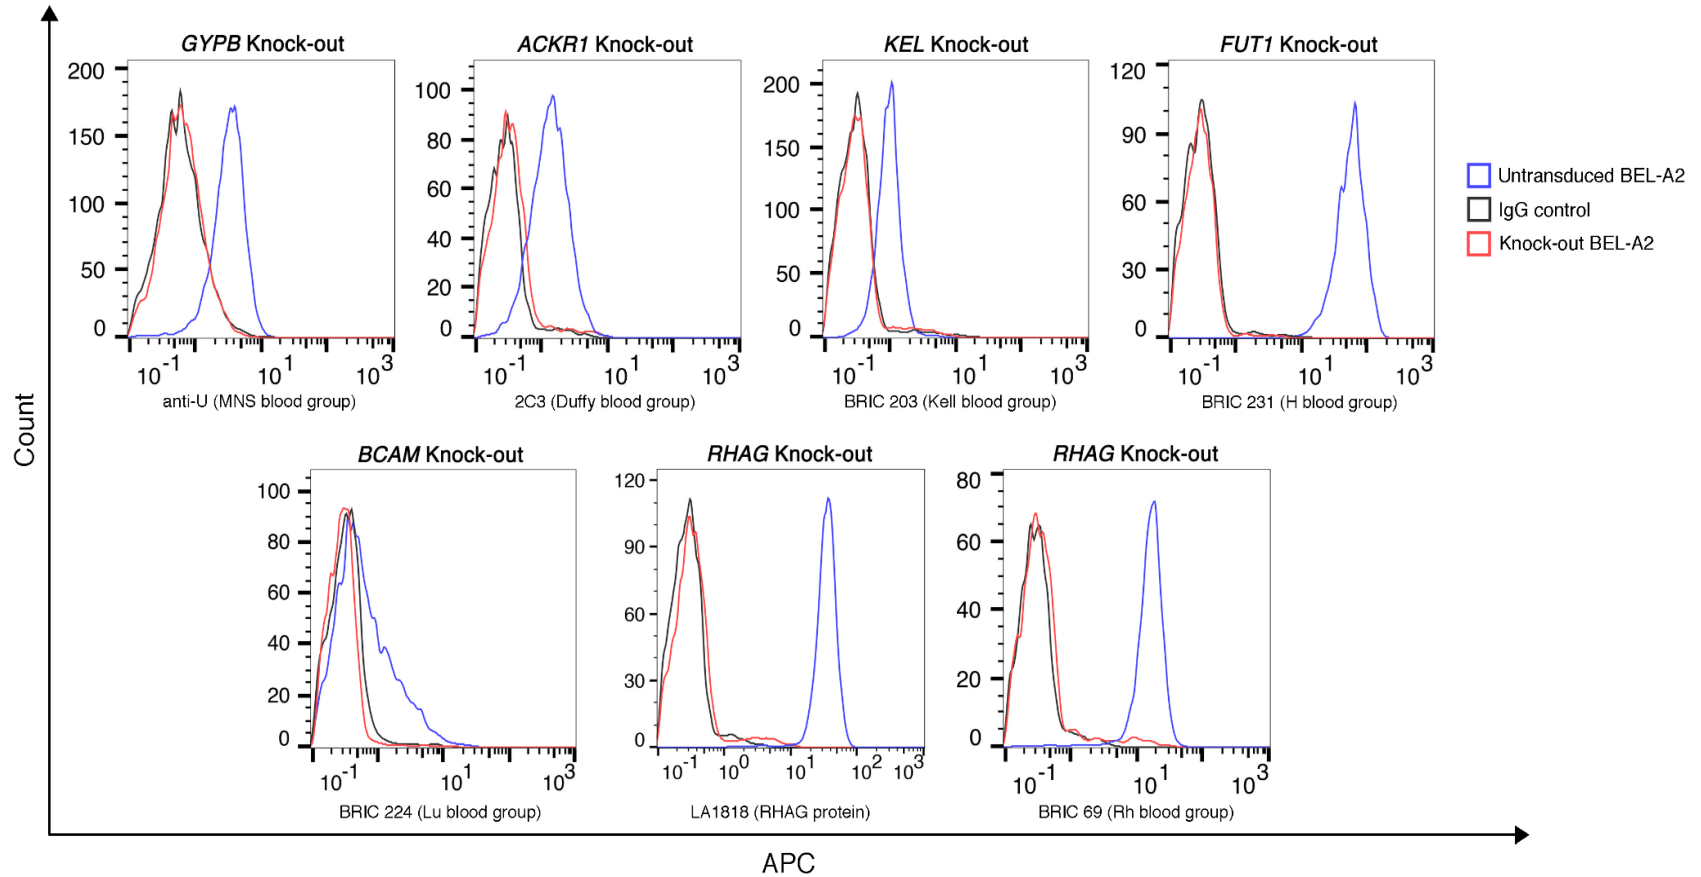 GYPB Knock-out
200
150
100
50
0
10-1 101 103
anti-U (MNS blood group)
ACKR1 Knock-out
100
80
60
40
20
0
10-1 101 103
2C3 (Duffy blood group)
KEL Knock-out
200
150
100
50
0
10-1 101 103
BRIC 203 (Kell blood group)
FUT1 Knock-out
120
90
60
30
0
10-1 101 103
BRIC 231 (H blood group)
Untransduced BEL-A2
IgG control
Knock-out BEL-A2
Count
BCAM Knock-out
100
80
60
40
20
0
10-1 101 103
BRIC 224 (Lu blood group)
RHAG Knock-out
120
90
60
30
0
10-1 100 101 102 103
LA1818 (RHAG protein)
RHAG Knock-out
80
60
40
20
0
10-1 101 103
BRIC 69 (Rh blood group)
APC